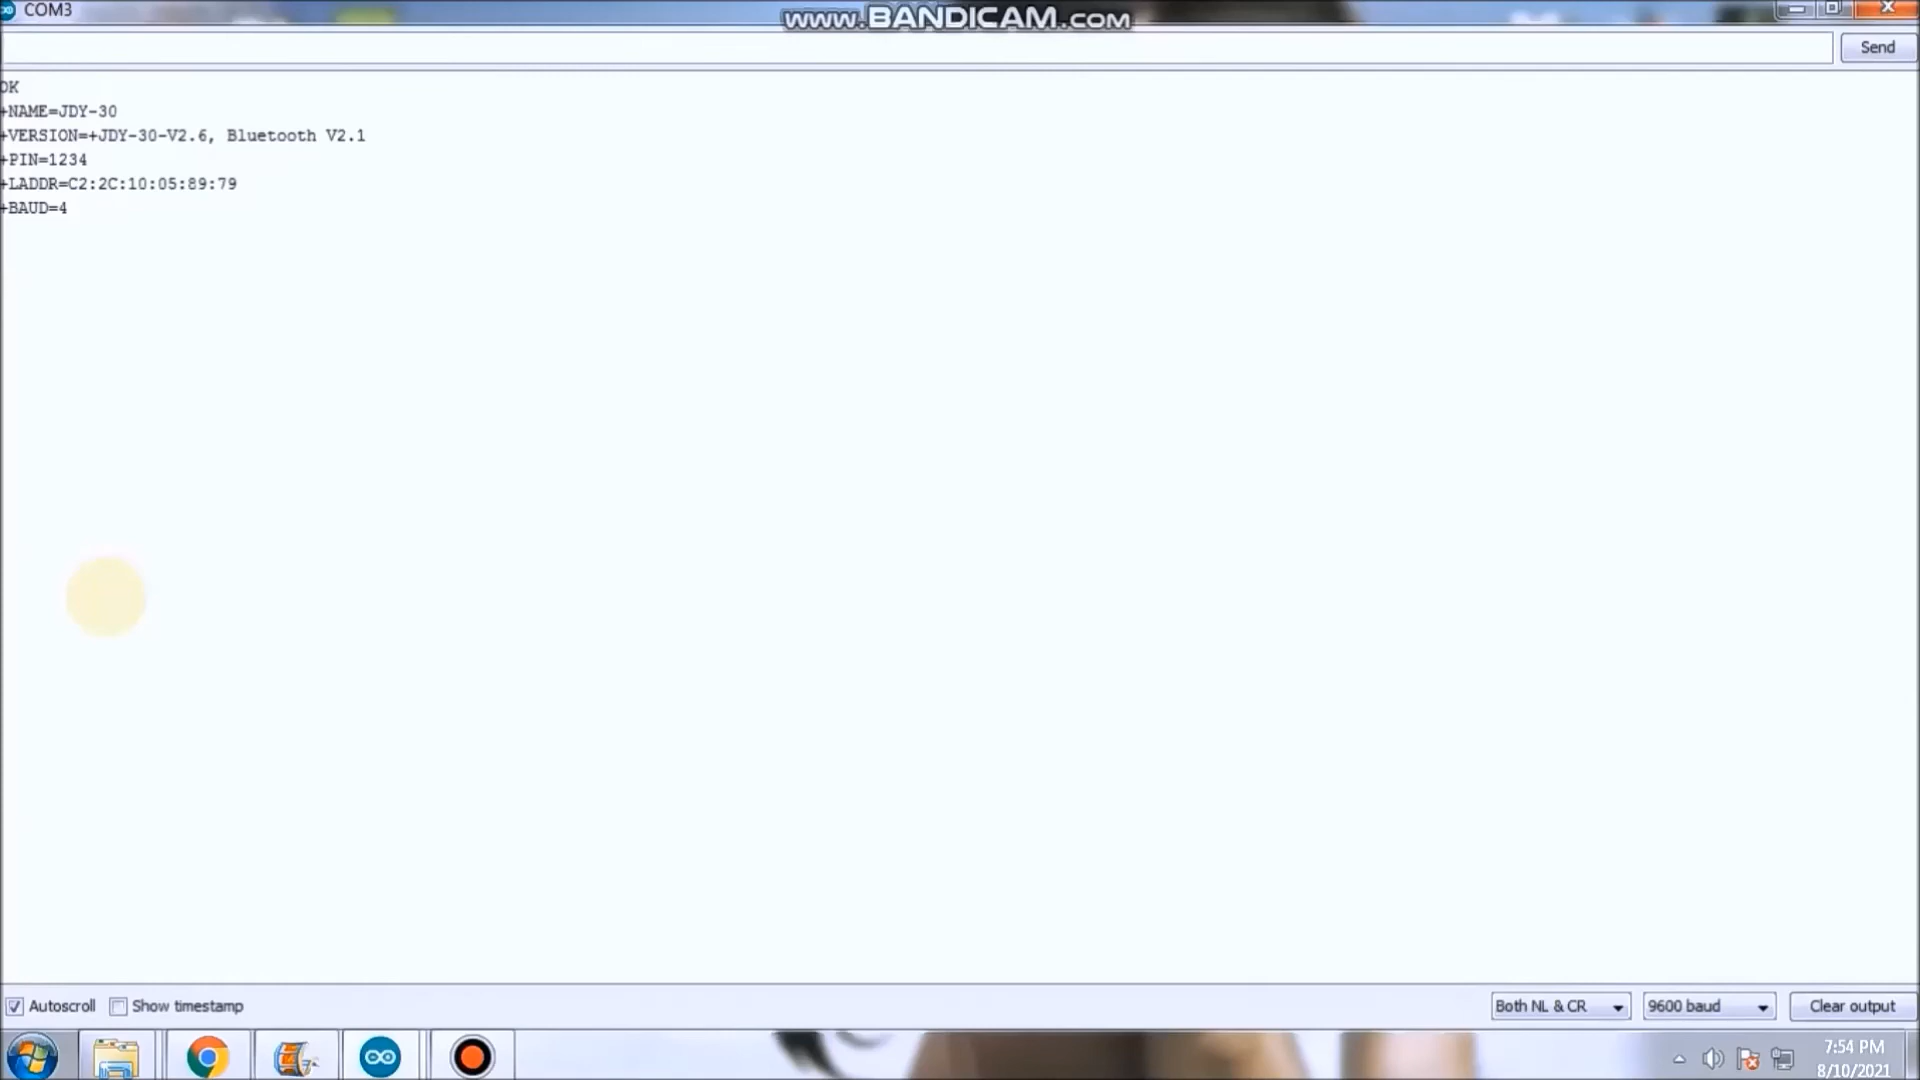 COM3
www.BANDICAM.com
Send
OK
+NAME=JDY-30
+VERSION=+JDY-30-V2.6, Bluetooth V2.1
+PIN=1234
+LADDR=C2:2C:10:05:89:79
+BAUD=4
Autoscroll Show timestamp
Both NL & CR 9600 baud Clear output
7:54 PM
8/10/2021